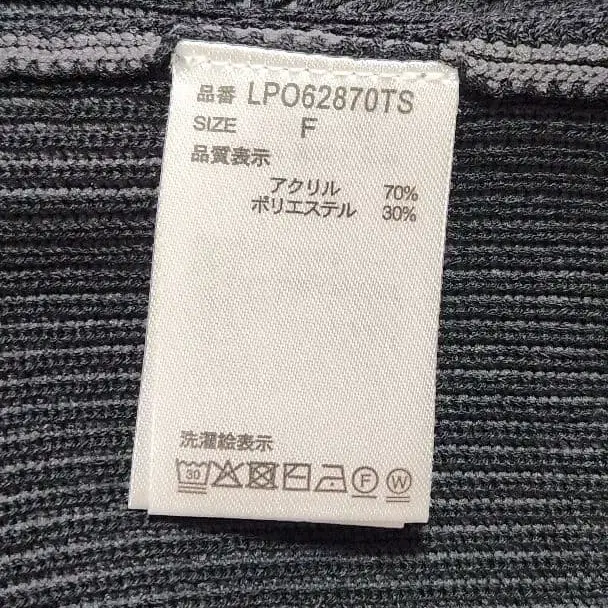 品番 LPO62870TS
SIZE F
品質表示
アクリル 70%
ポリエステル 30%
洗濯絵表示
30 F W